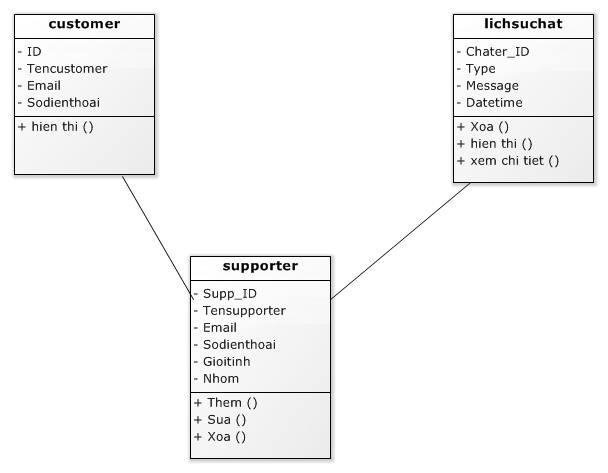 customer
- ID
- Tencustomer
- Email
- Sodienthoai
+ hien thi ()
lichsuchat
- Chater_ID
- Type
- Message
- Datetime
+ Xoa ()
+ hien thi ()
+ xem chi tiet ()
supporter
- Supp_ID
- Tensupporter
- Email
- Sodienthoai
- Gioitinh
- Nhom
+ Them ()
+ Sua ()
+ Xoa ()